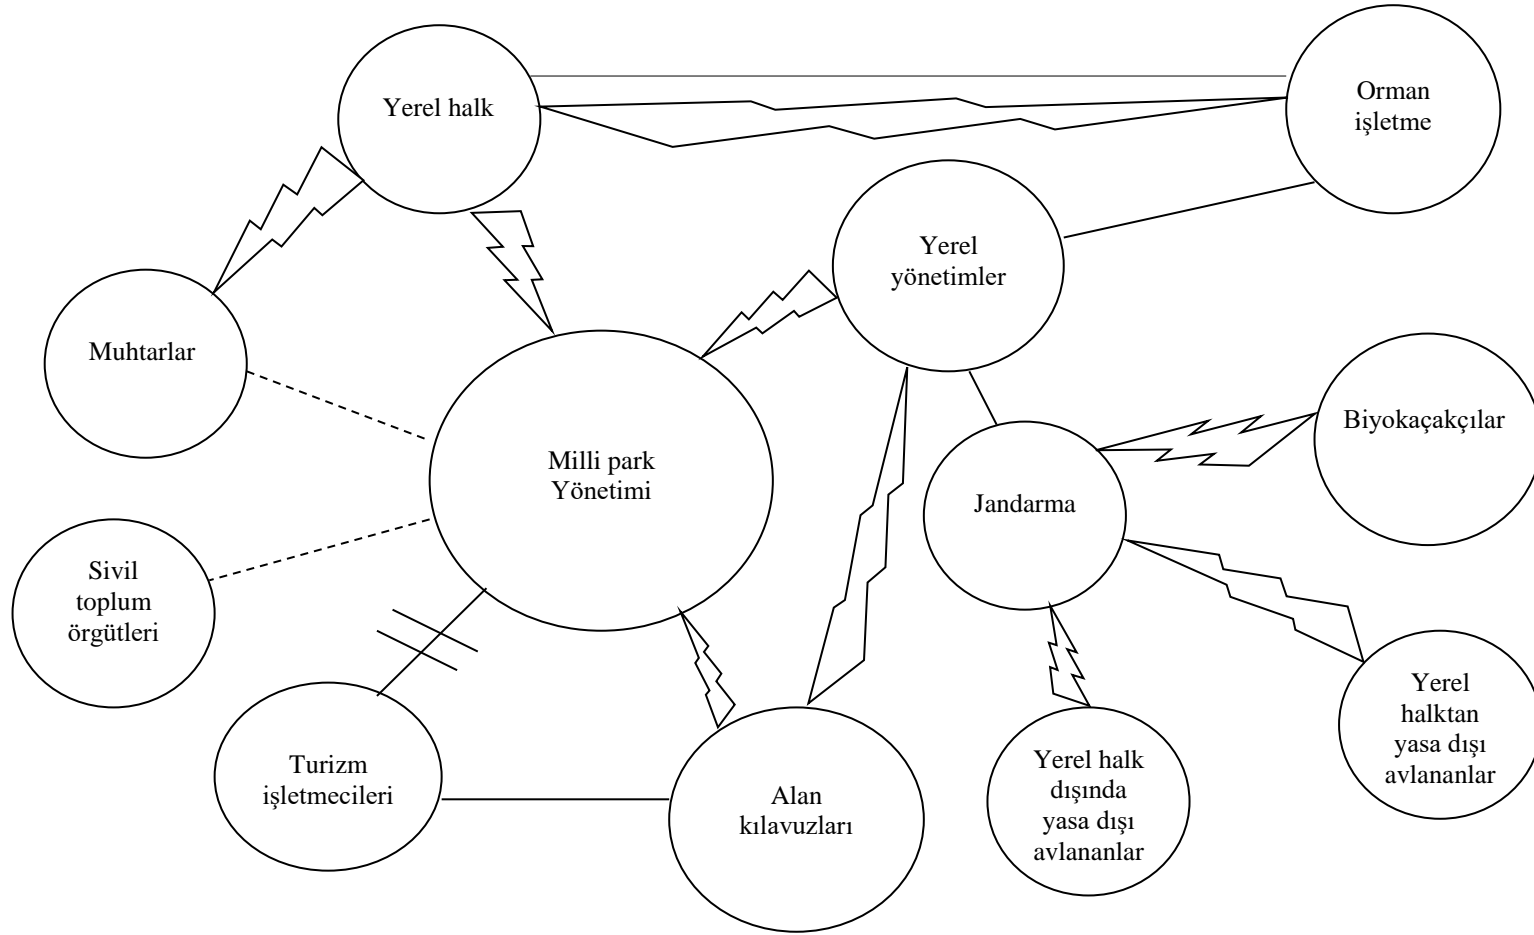 Yerel halk
Orman
işletme
Yerel
yönetimler
Muhtarlar
Milli park
Yönetimi
Biyokaçakçılar
Jandarma
Sivil
toplum
örgütleri
Turizm
işletmecileri
Alan
kılavuzları
Yerel halk
dışında
yasa dışı
avlananlar
Yerel
halktan
yasa dışı
avlananlar